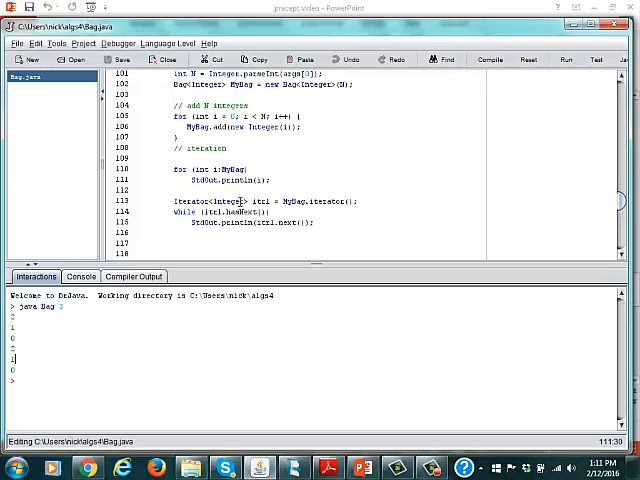 precept video - PowerPoint
C:\Users\nick\algs4\Bag.java
File Edit Tools Project Debugger Language Level Help
New Open Save Close Cut Copy Paste Undo Redo Find Compile Reset Run Test
Bag.java
101 int N = Integer.parseInt(args[0]);
102 Bag<Integer> MyBag = new Bag<Integer>(N);
103
104 // add N integers
105 for (int i = 0; i < N; i++) {
106 MyBag.add(new Integer(i));
107 }
108 // iteration
109
110 for (int i:MyBag)
111 StdOut.println(i);
112
113 Iterator<Integer> itr1 = MyBag.iterator();
114 while (itr1.hasNext())
115 StdOut.println(itr1.next());
116
117
118
Interactions Console Compiler Output
Welcome to DrJava. Working directory is C:\Users\nick\algs4
> java Bag 3
2
1
0
2
1
0
>
Editing C:\Users\nick\algs4\Bag.java 111:30
1:11 PM
2/12/2016